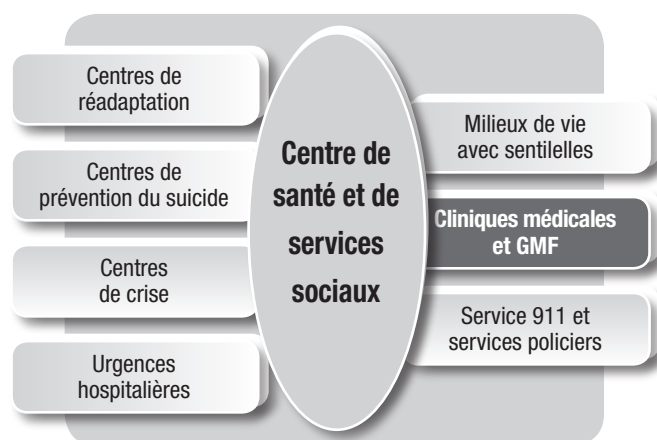 Centres de
réadaptation
Centres de
prévention du suicide
Centres
de crise
Urgences
hospitalières
Centre de
santé et de
services
sociaux
Milieux de vie
avec sentilelles
Cliniques médicales
et GMF
Service 911 et
services policiers